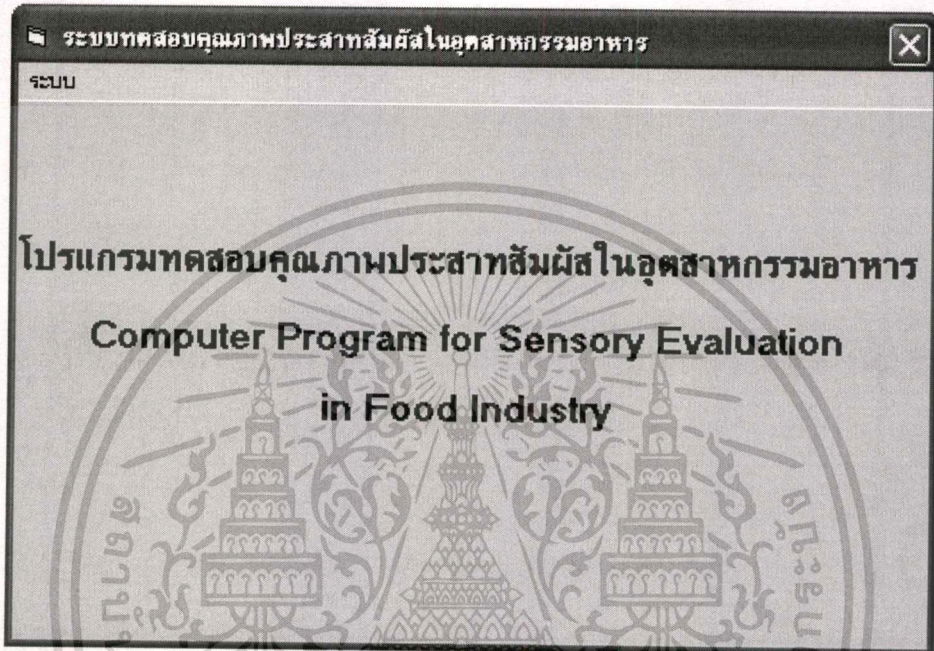 ระบบทดสอบคุณภาพประสาทสัมผัสในอุตสาหกรรมอาหาร
ระบบ
โปรแกรมทดสอบคุณภาพประสาทสัมผัสในอุตสาหกรรมอาหาร
Computer Program for Sensory Evaluation
in Food Industry